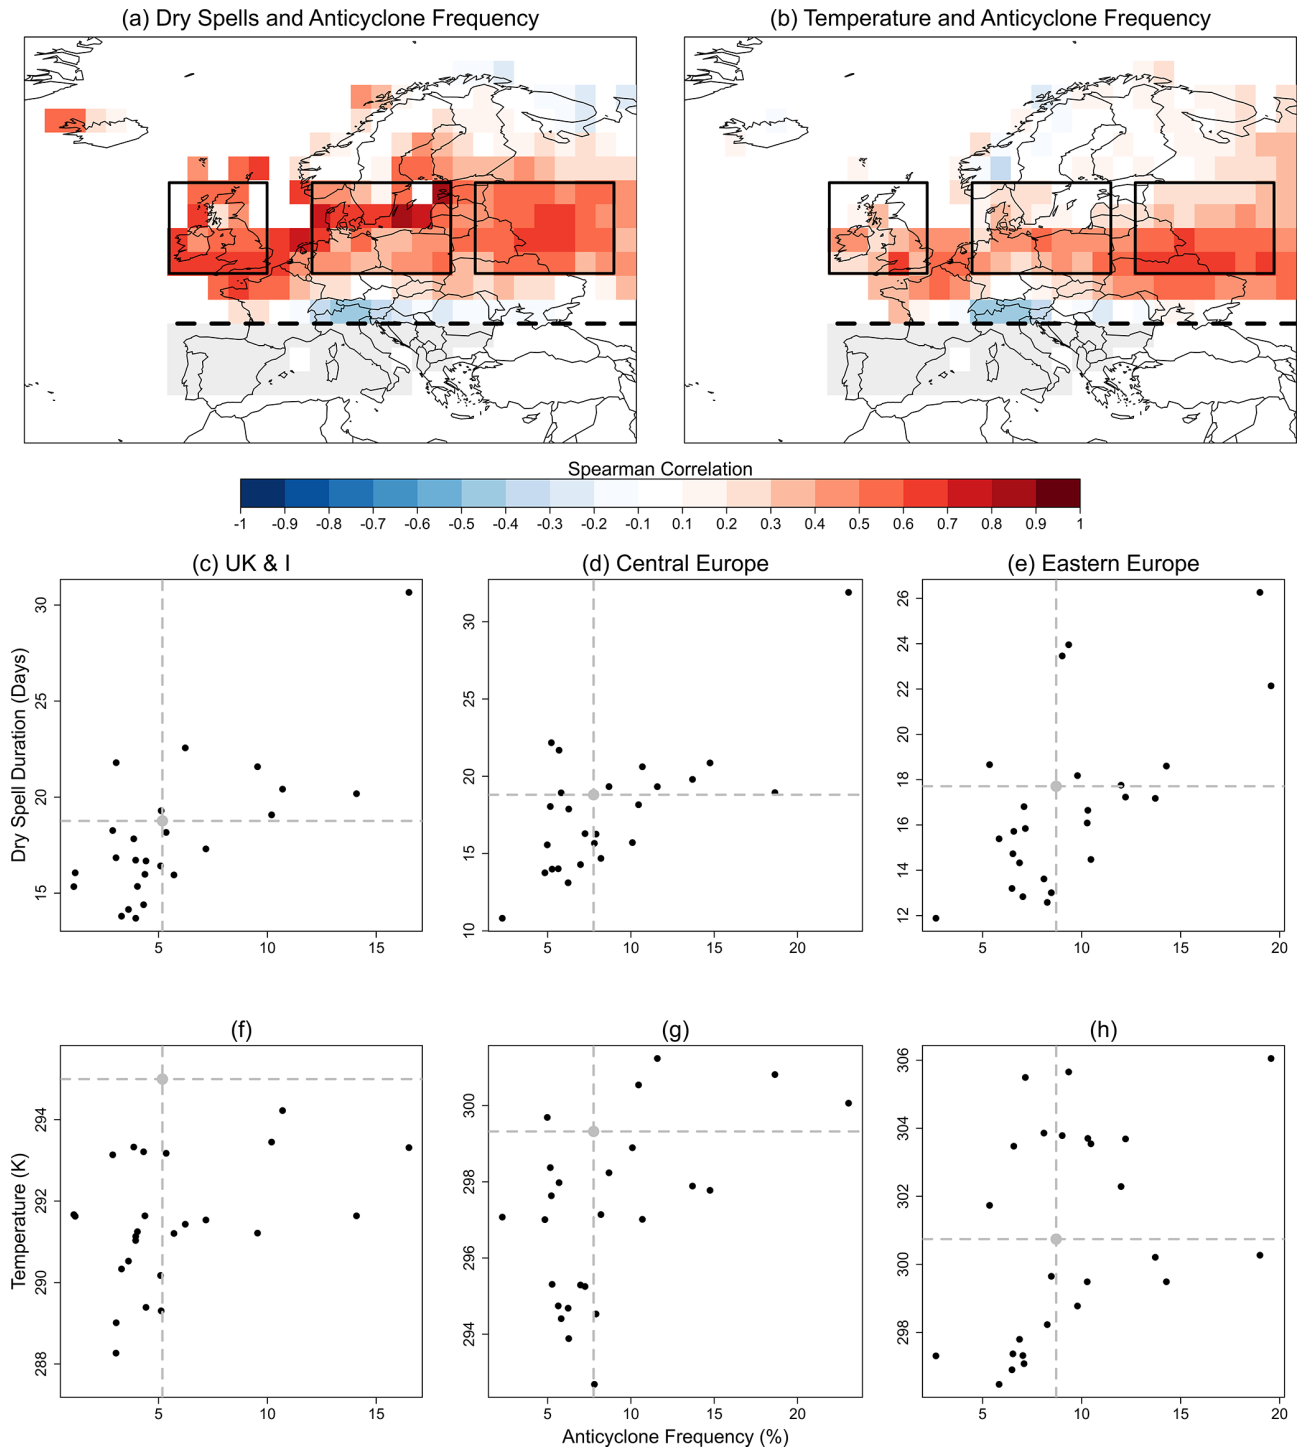 (a) Dry Spells and Anticyclone Frequency
(b) Temperature and Anticyclone Frequency
Spearman Correlation
-1 -0.9 -0.8 -0.7 -0.6 -0.5 -0.4 -0.3 -0.2 -0.1 0.1 0.2 0.3 0.4 0.5 0.6 0.7 0.8 0.9 1
(c) UK & I
(d) Central Europe
(e) Eastern Europe
Dry Spell Duration (Days)
30
25
20
15
5 10 15
30
25
20
15
10
5 10 15 20
26
24
22
20
18
16
14
12
5 10 15 20
(f)
(g)
(h)
Temperature (K)
294
292
290
288
5 10 15
300
298
296
294
5 10 15 20
306
304
302
300
298
5 10 15 20
Anticyclone Frequency (%)